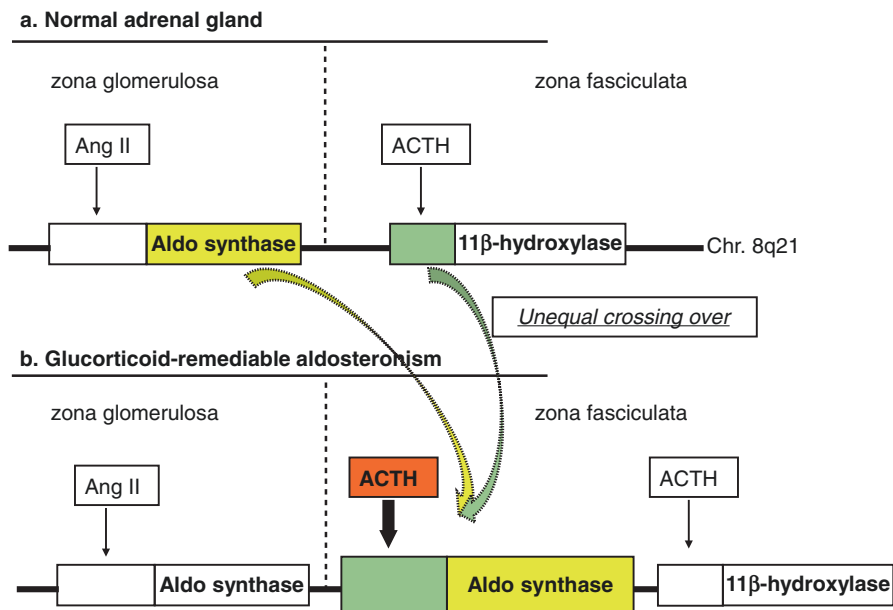 a. Normal adrenal gland
zona glomerulosa
zona fasciculata
Ang II
ACTH
Aldo synthase
11β-hydroxylase
Chr. 8q21
Unequal crossing over
b. Glucorticoid-remediable aldosteronism
zona glomerulosa
zona fasciculata
Ang II
ACTH
ACTH
Aldo synthase
Aldo synthase
11β-hydroxylase